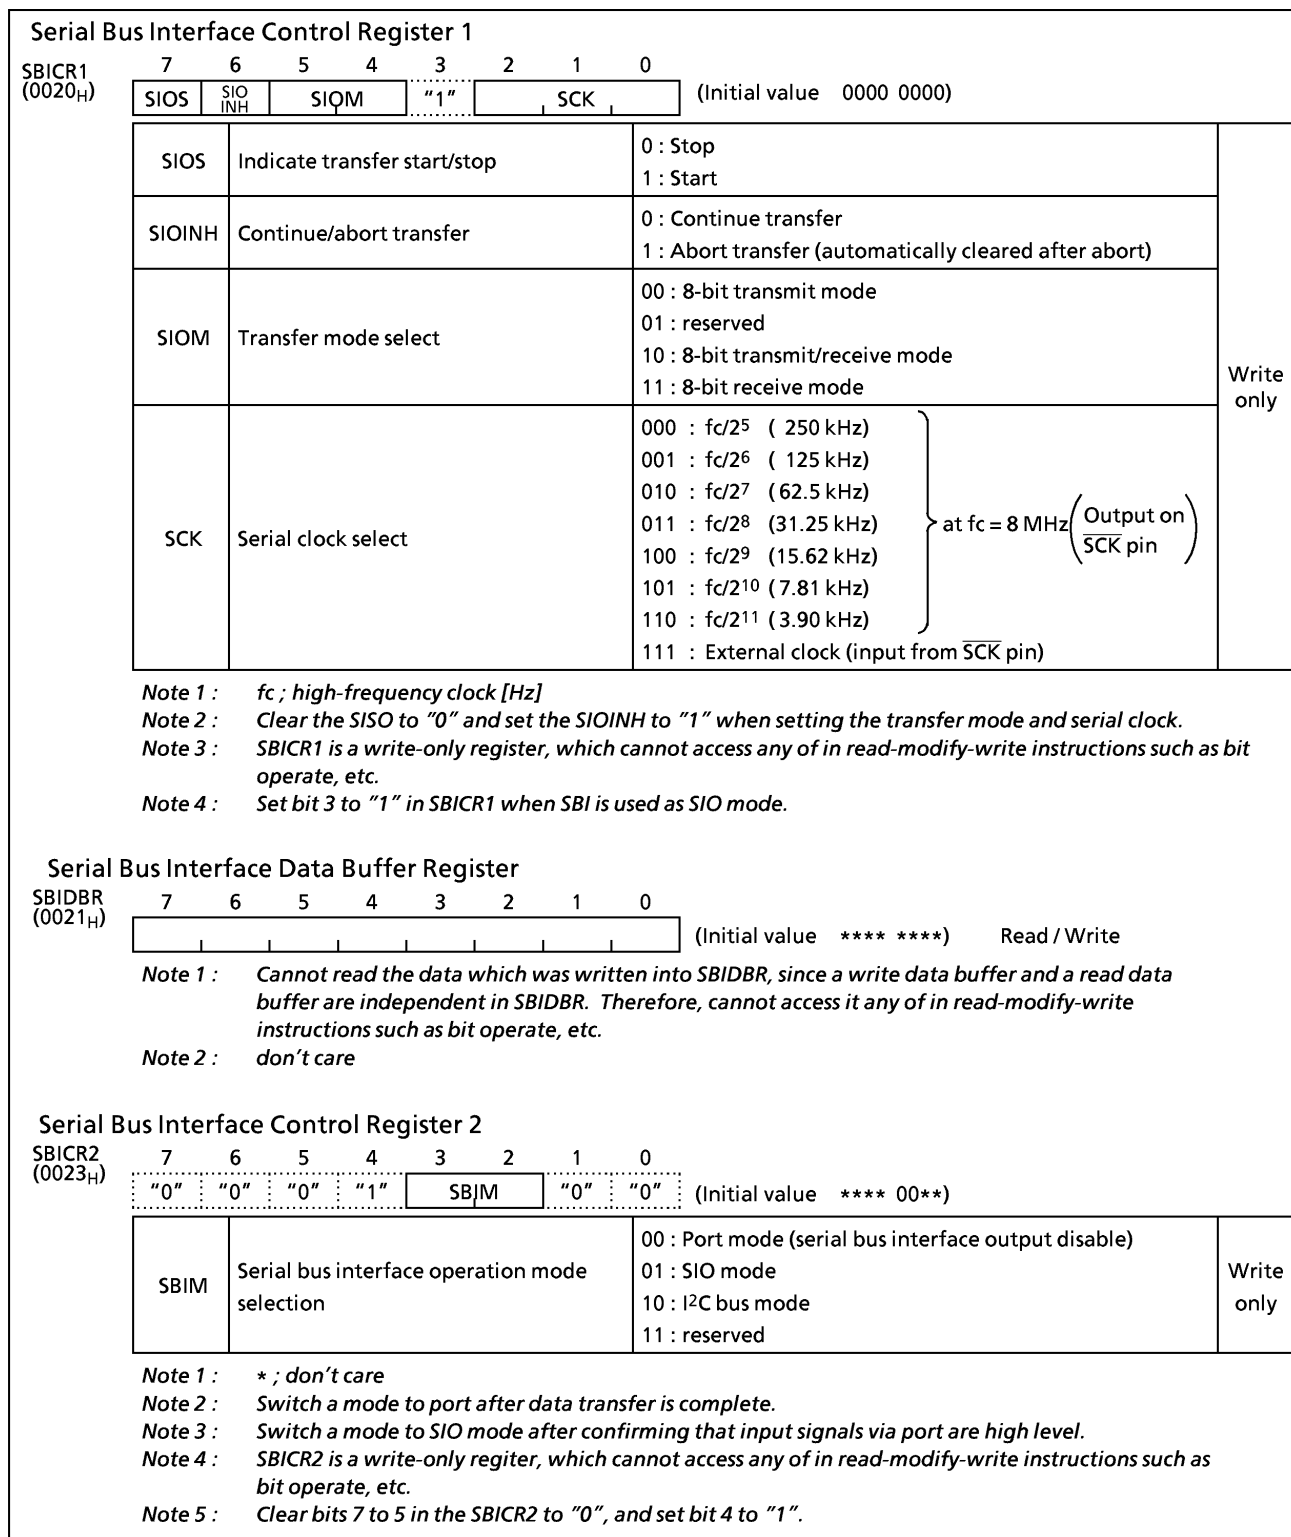 Serial Bus Interface Control Register 1
SBICR1 7 6 5 4 3 2 1 0
(0020H) SIOS SIO INH SIOM “1” SCK (Initial value 0000 0000)
SIOS Indicate transfer start/stop 0 : Stop
1 : Start
SIOINH Continue/abort transfer 0 : Continue transfer
1 : Abort transfer (automatically cleared after abort)
SIOM Transfer mode select 00 : 8-bit transmit mode
01 : reserved
10 : 8-bit transmit/receive mode
11 : 8-bit receive mode
Write only
SCK Serial clock select 000 : fc/2⁵ ( 250 kHz)
001 : fc/2⁶ ( 125 kHz)
010 : fc/2⁷ ( 62.5 kHz)
011 : fc/2⁸ (31.25 kHz)
100 : fc/2⁹ (15.62 kHz)
101 : fc/2¹⁰ ( 7.81 kHz)
110 : fc/2¹¹ ( 3.90 kHz)
at fc = 8 MHz (Output on S̅C̅K̅ pin)
111 : External clock (input from S̅C̅K̅ pin)
Note 1 : fc ; high-frequency clock [Hz]
Note 2 : Clear the SISO to ”0” and set the SIOINH to ”1” when setting the transfer mode and serial clock.
Note 3 : SBICR1 is a write-only register, which cannot access any of in read-modify-write instructions such as bit
operate, etc.
Note 4 : Set bit 3 to ”1” in SBICR1 when SBI is used as SIO mode.
Serial Bus Interface Data Buffer Register
SBIDBR 7 6 5 4 3 2 1 0
(0021H) (Initial value **** ****) Read / Write
Note 1 : Cannot read the data which was written into SBIDBR, since a write data buffer and a read data
buffer are independent in SBIDBR. Therefore, cannot access it any of in read-modify-write
instructions such as bit operate, etc.
Note 2 : don’t care
Serial Bus Interface Control Register 2
SBICR2 7 6 5 4 3 2 1 0
(0023H) “0” “0” “0” “1” SBIM “0” “0” (Initial value **** 00**)
SBIM Serial bus interface operation mode selection 00 : Port mode (serial bus interface output disable)
01 : SIO mode
10 : I²C bus mode
11 : reserved
Write only
Note 1 : * ; don’t care
Note 2 : Switch a mode to port after data transfer is complete.
Note 3 : Switch a mode to SIO mode after confirming that input signals via port are high level.
Note 4 : SBICR2 is a write-only regiter, which cannot access any of in read-modify-write instructions such as
bit operate, etc.
Note 5 : Clear bits 7 to 5 in the SBICR2 to ”0”, and set bit 4 to ”1”.